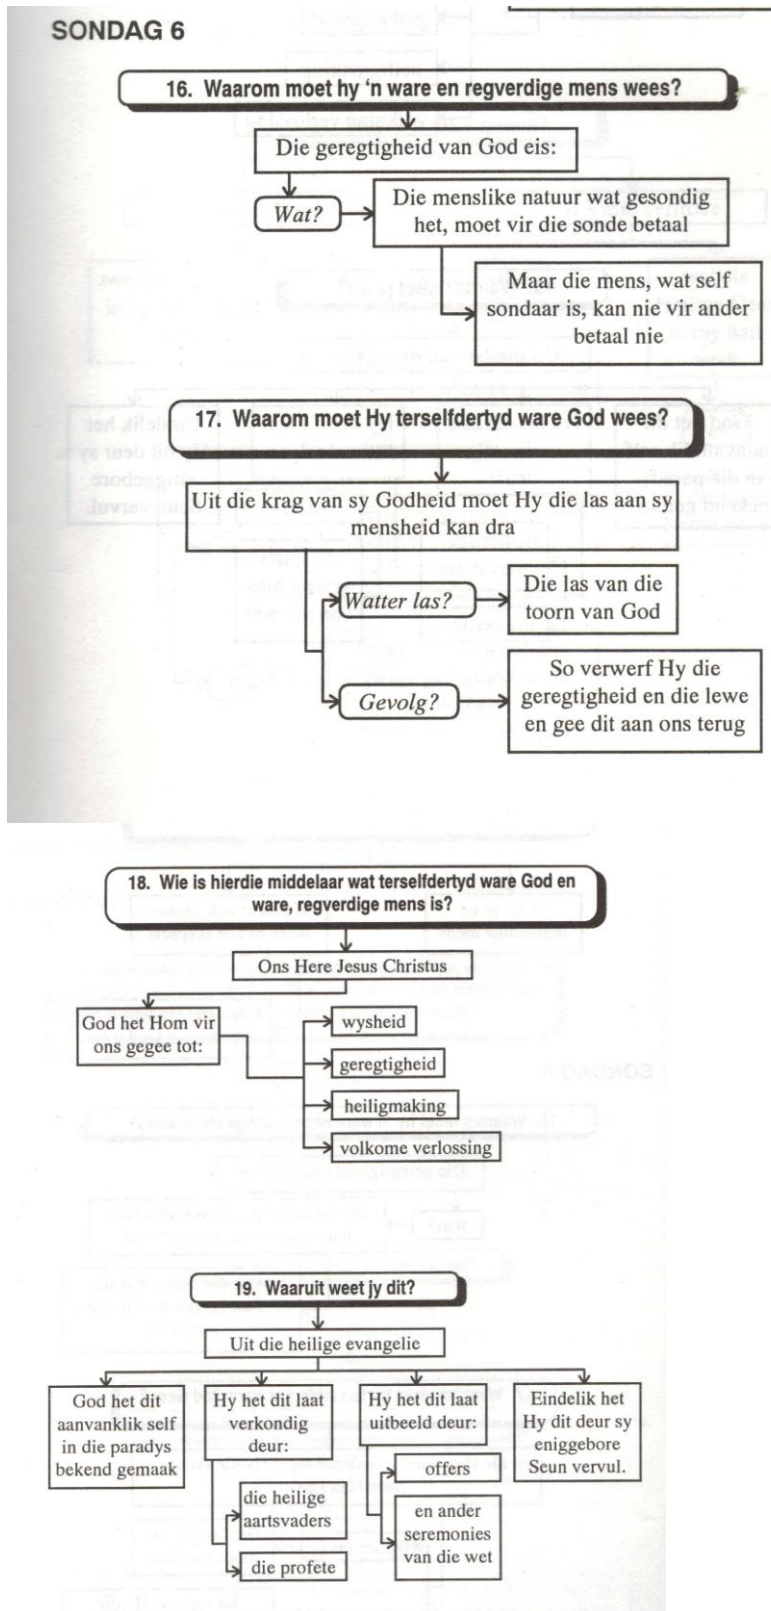 SONDAG 6
16. Waarom moet hy 'n ware en regverdige mens wees?
Die geregtigheid van God eis:
Wat?
Die menslike natuur wat gesondig
het, moet vir die sonde betaal
Maar die mens, wat self
sondaar is, kan nie vir ander
betaal nie
17. Waarom moet Hy terselfdertyd ware God wees?
Uit die krag van sy Godheid moet Hy die las aan sy
mensheid kan dra
Watter las?
Die las van die
toorn van God
Gevolg?
So verwerf Hy die
geregtigheid en die lewe
en gee dit aan ons terug
18. Wie is hierdie middelaar wat terselfdertyd ware God en
ware, regverdige mens is?
Ons Here Jesus Christus
God het Hom vir
ons gegee tot:
wysheid
geregtigheid
heiligmaking
volkome verlossing
19. Waaruit weet jy dit?
Uit die heilige evangelie
God het dit
aanvanklik self
in die paradys
bekend gemaak
Hy het dit laat
verkondig
deur:
die heilige
aartsvaders
die profete
Hy het dit laat
uitbeeld deur:
offers
en ander
seremonies
van die wet
Eindelik het
Hy dit deur sy
eniggebore
Seun vervul.